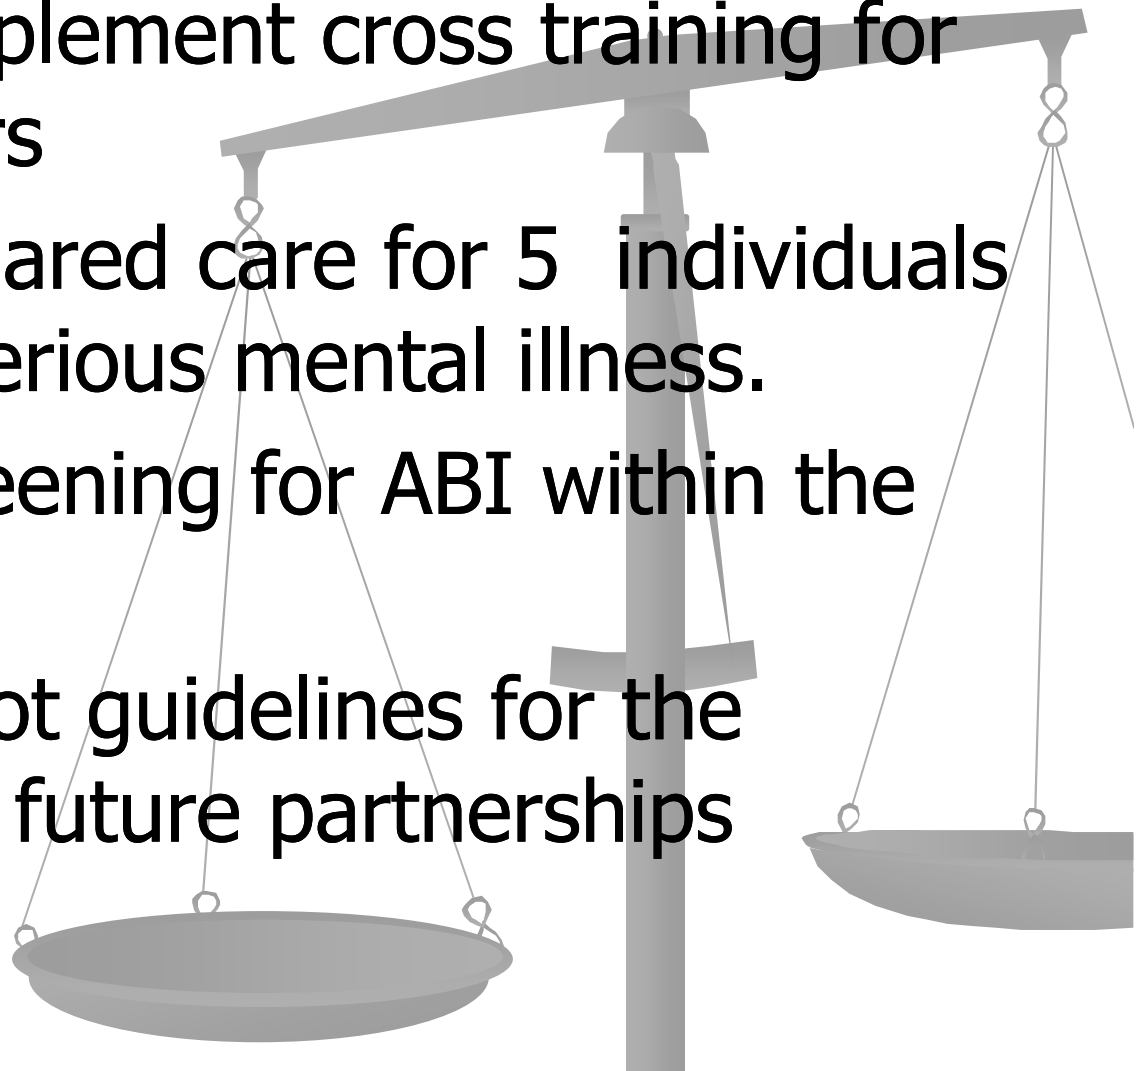 plement cross training for
rs
ared care for 5  individuals
erious mental illness.
eening for ABI within the
ot guidelines for the
future partnerships